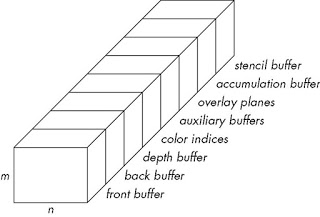 stencil buffer
accumulation buffer
overlay planes
auxiliary buffers
color indices
depth buffer
back buffer
front buffer
m
n